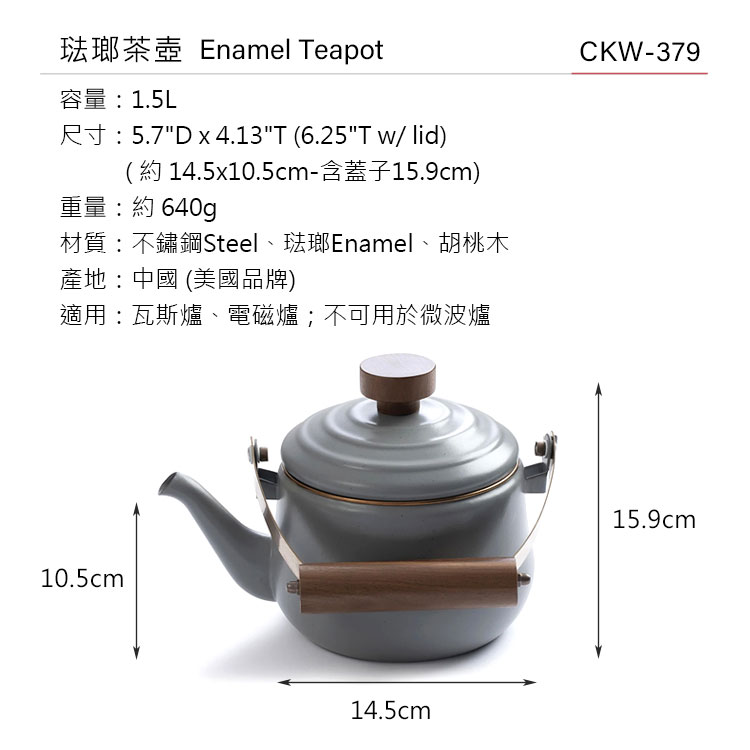 琺瑯茶壺 Enamel Teapot
CKW-379
容量：1.5L
尺寸：5.7"D x 4.13"T (6.25"T w/ lid)
( 約 14.5x10.5cm-含蓋子15.9cm)
重量：約 640g
材質：不鏽鋼Steel、琺瑯Enamel、胡桃木
產地：中國 (美國品牌)
適用：瓦斯爐、電磁爐；不可用於微波爐
15.9cm
10.5cm
14.5cm